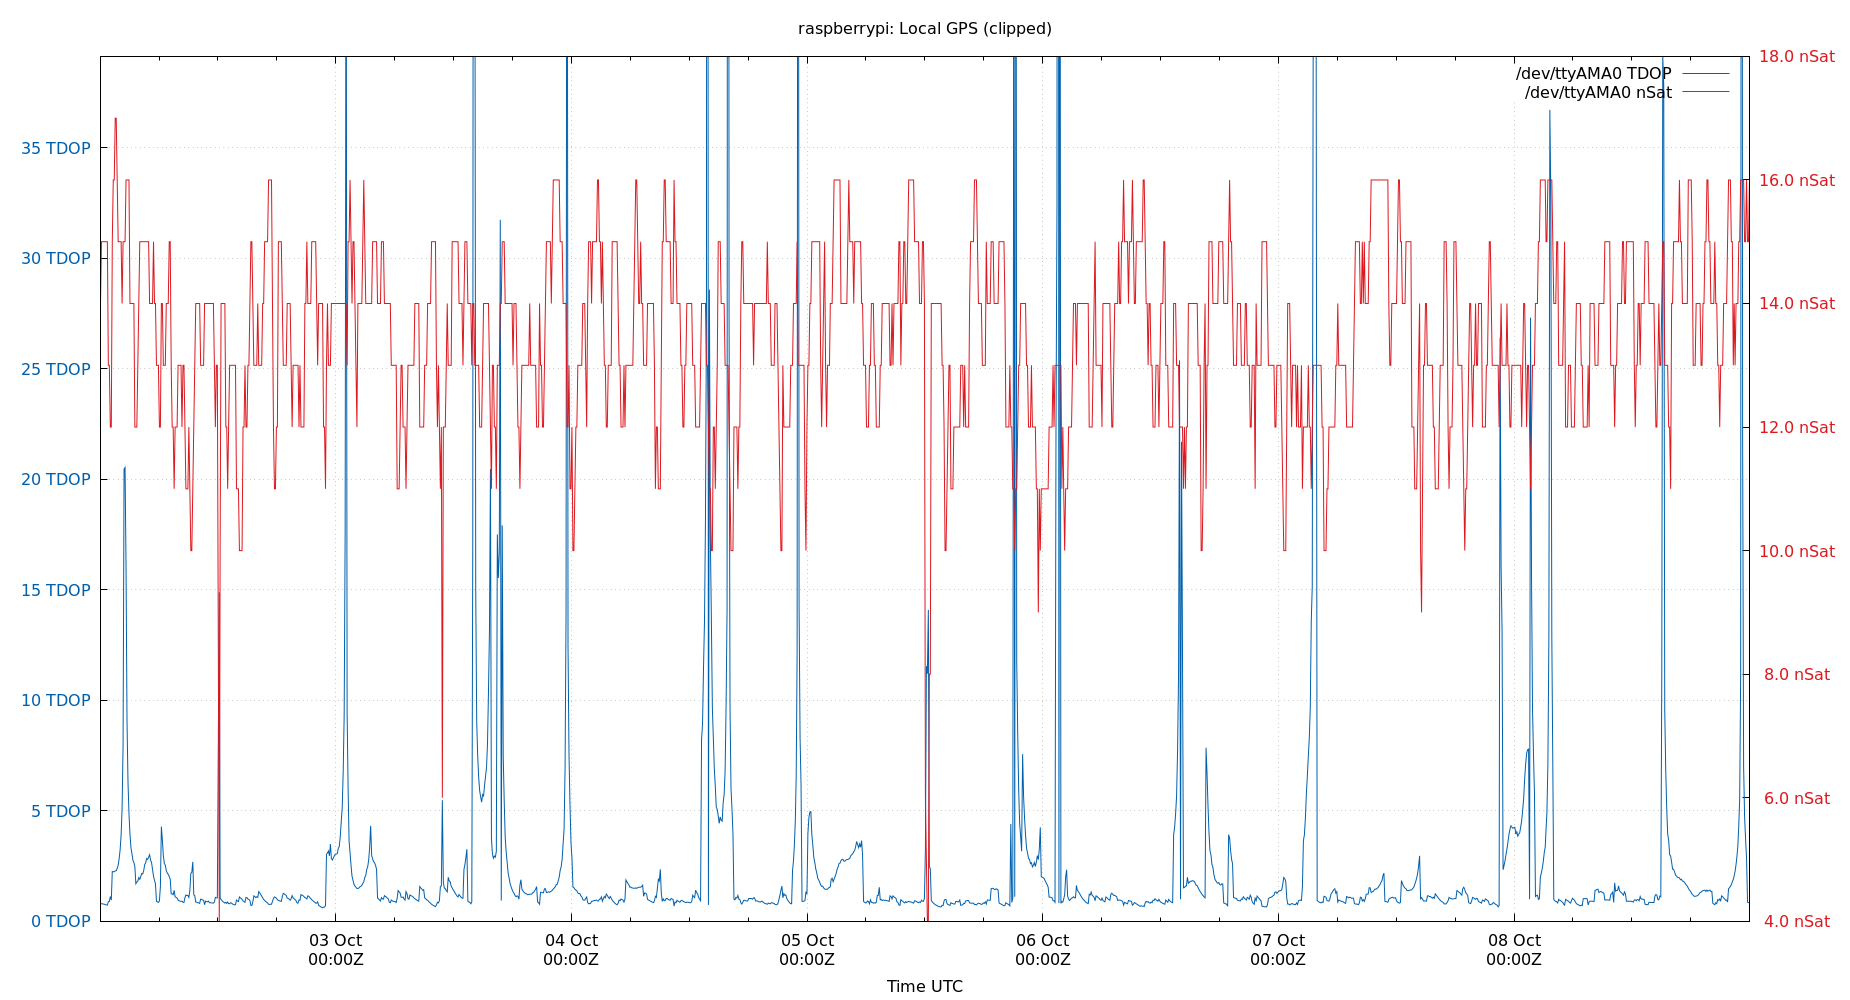 raspberrypi: Local GPS (clipped)
18.0 nSat
/dev/ttyAMA0 TDOP
/dev/ttyAMA0 nSat
35 TDOP
16.0 nSat
30 TDOP
14.0 nSat
25 TDOP
12.0 nSat
20 TDOP
10.0 nSat
15 TDOP
8.0 nSat
10 TDOP
6.0 nSat
5 TDOP
4.0 nSat
0 TDOP
03 Oct
00:00Z
04 Oct
00:00Z
05 Oct
00:00Z
06 Oct
00:00Z
07 Oct
00:00Z
08 Oct
00:00Z
Time UTC